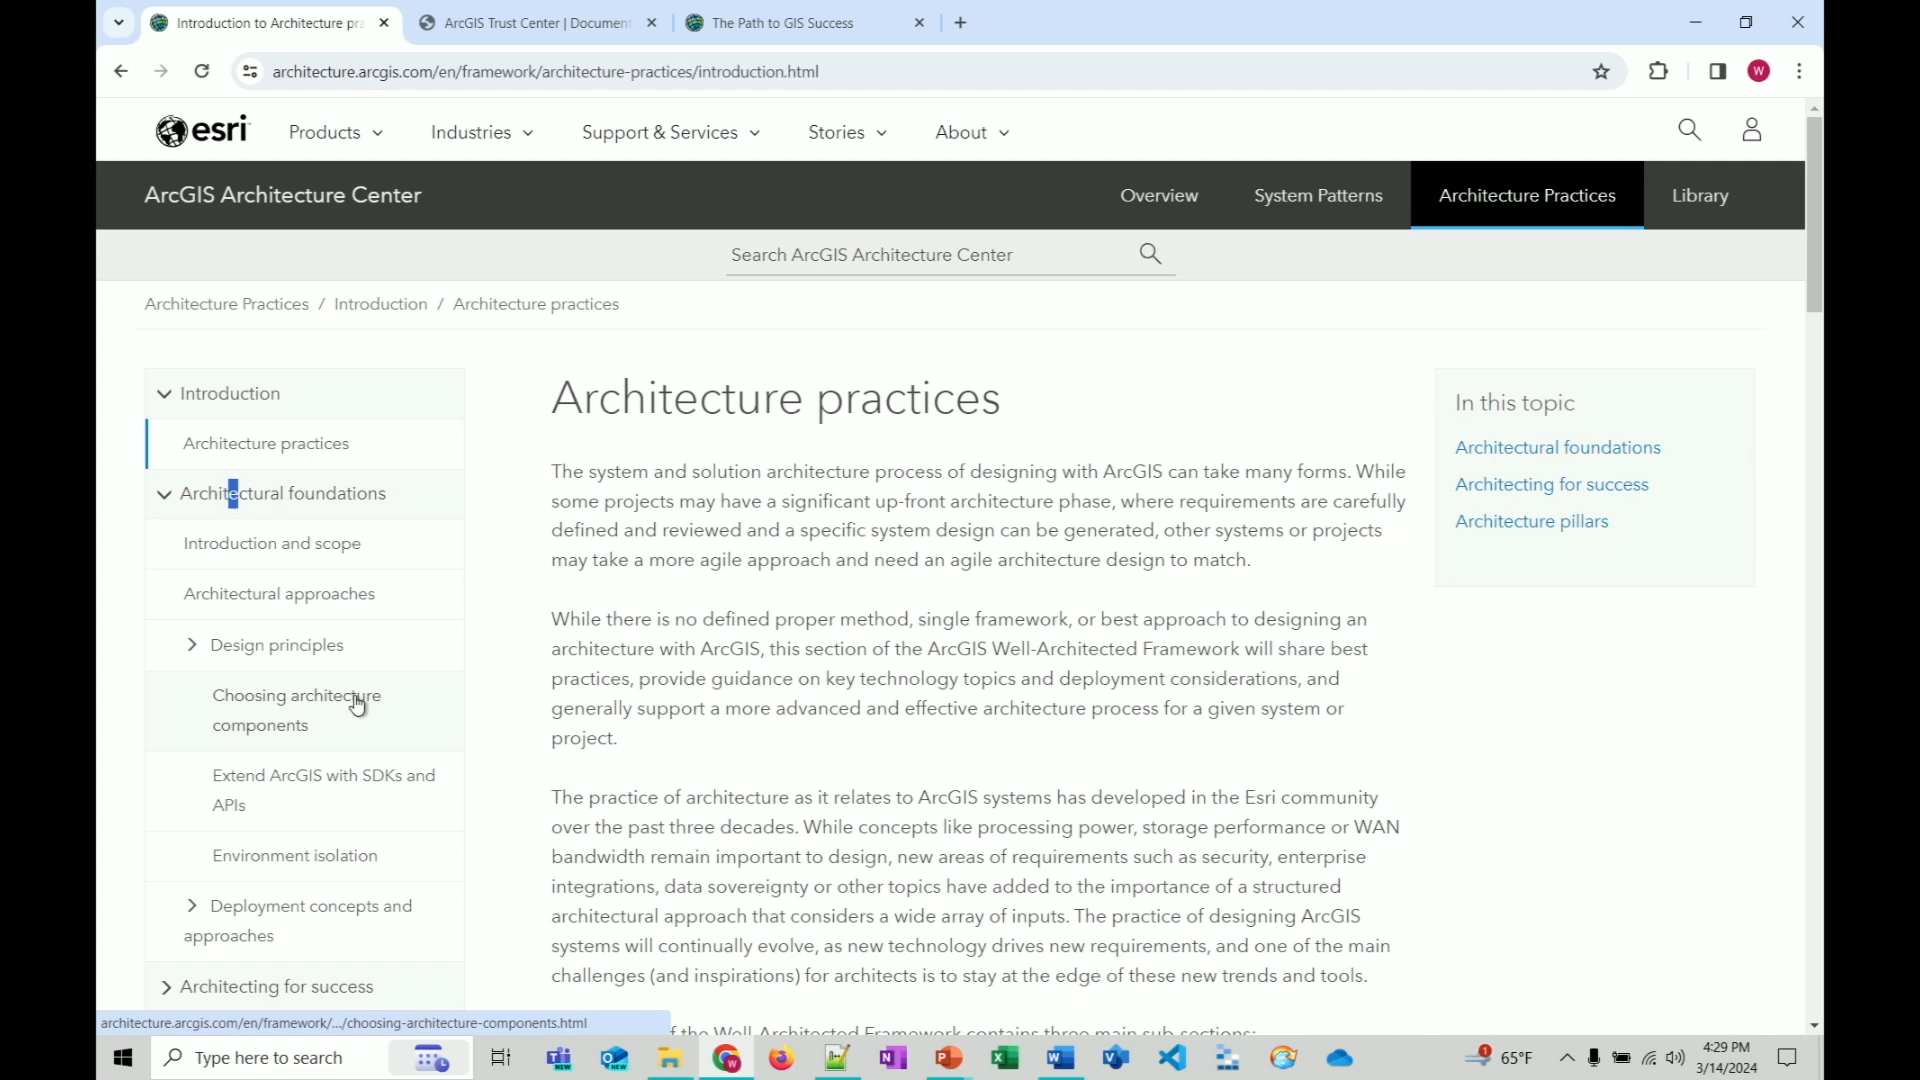 Introduction to Architecture pra
ArcGIS Trust Center | Document
The Path to GIS Success
architecture.arcgis.com/en/framework/architecture-practices/introduction.html
W
esri
Products
Industries
Support & Services
Stories
About
ArcGIS Architecture Center
Overview
System Patterns
Architecture Practices
Library
Search ArcGIS Architecture Center
Architecture Practices / Introduction / Architecture practices
Introduction
Architecture practices
Architectural foundations
Introduction and scope
Architectural approaches
Design principles
Choosing architecture
components
Extend ArcGIS with SDKs and
APIs
Environment isolation
Deployment concepts and
approaches
Architecting for success
Architecture practices
The system and solution architecture process of designing with ArcGIS can take many forms. While
some projects may have a significant up-front architecture phase, where requirements are carefully
defined and reviewed and a specific system design can be generated, other systems or projects
may take a more agile approach and need an agile architecture design to match.
While there is no defined proper method, single framework, or best approach to designing an
architecture with ArcGIS, this section of the ArcGIS Well-Architected Framework will share best
practices, provide guidance on key technology topics and deployment considerations, and
generally support a more advanced and effective architecture process for a given system or
project.
The practice of architecture as it relates to ArcGIS systems has developed in the Esri community
over the past three decades. While concepts like processing power, storage performance or WAN
bandwidth remain important to design, new areas of requirements such as security, enterprise
integrations, data sovereignty or other topics have added to the importance of a structured
architectural approach that considers a wide array of inputs. The practice of designing ArcGIS
systems will continually evolve, as new technology drives new requirements, and one of the main
challenges (and inspirations) for architects is to stay at the edge of these new trends and tools.
f the Well-Architected Framework contains three main sub-sections:
In this topic
Architectural foundations
Architecting for success
Architecture pillars
architecture.arcgis.com/en/framework/.../choosing-architecture-components.html
Type here to search
65°F
4:29 PM
3/14/2024